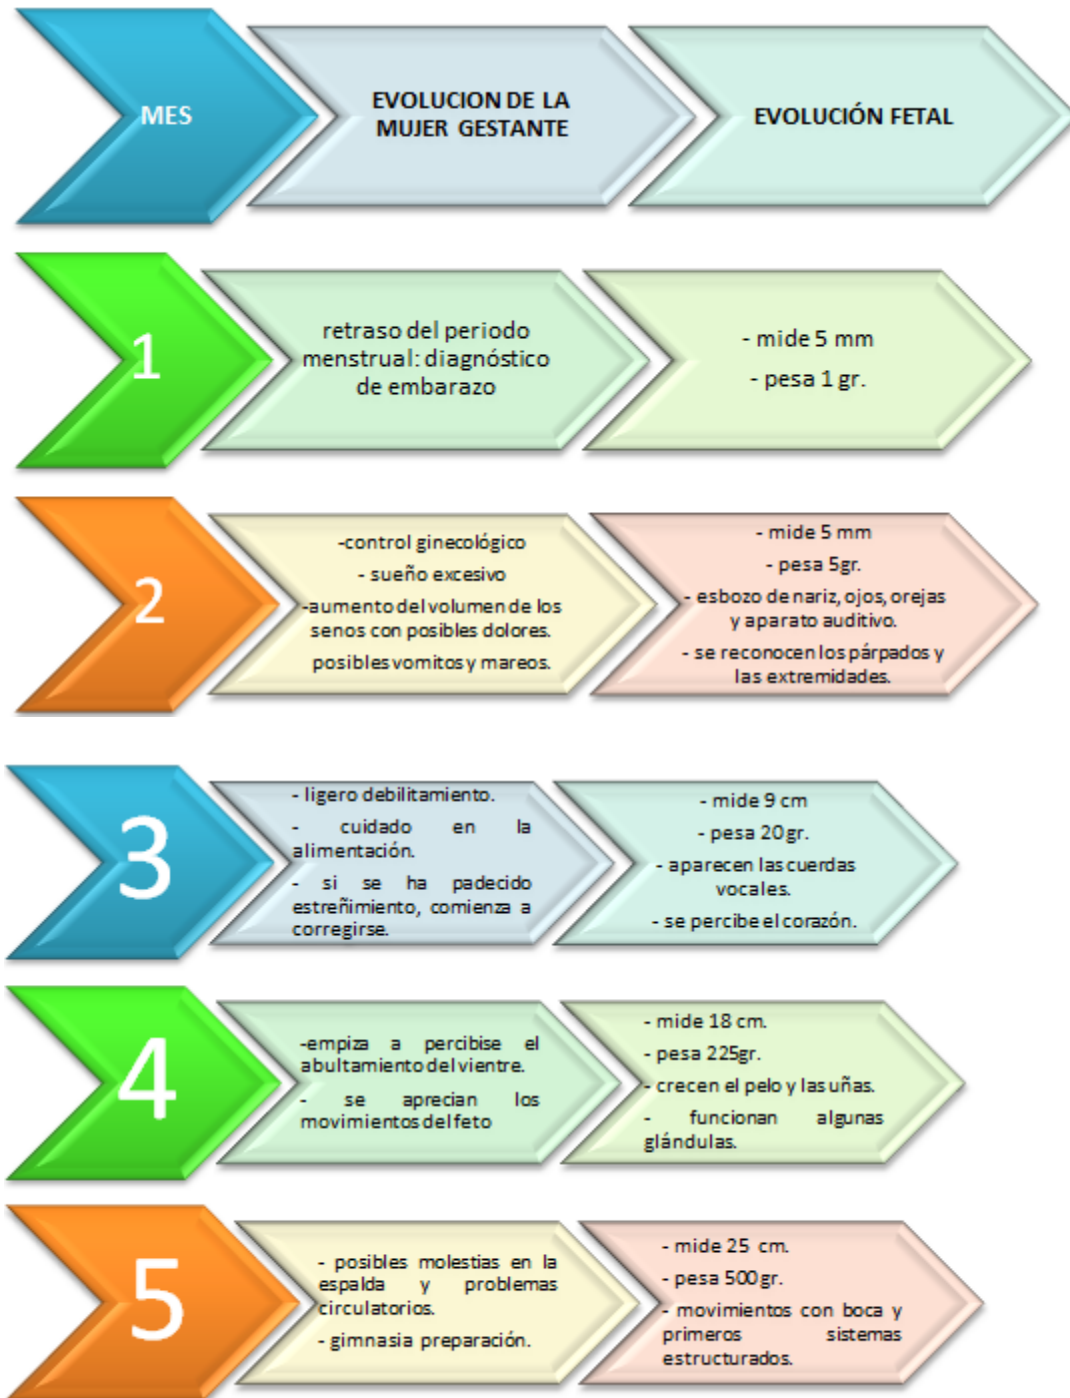 MES
EVOLUCION DE LA
MUJER GESTANTE
EVOLUCIÓN FETAL
1
retraso del periodo
menstrual: diagnóstico
de embarazo
- mide 5 mm
- pesa 1 gr.
2
-control ginecológico
- sueño excesivo
-aumento del volumen de los
senos con posibles dolores.
posibles vomitos y mareos.
- mide 5 mm
- pesa 5gr.
- esbozo de nariz, ojos, orejas
y aparato auditivo.
- se reconocen los párpados y
las extremidades.
3
- ligero debilitamiento.
- cuidado en la
alimentación.
- si se ha padecido
estreñimiento, comienza a
corregirse.
- mide 9 cm
- pesa 20 gr.
- aparecen las cuerdas
vocales.
- se percibe el corazón.
4
-empiza a percibise el
abultamiento del vientre.
- se aprecian los
movimientos del feto
- mide 18 cm.
- pesa 225gr.
- crecen el pelo y las uñas.
- funcionan algunas
glándulas.
5
- posibles molestias en la
espalda y problemas
circulatorios.
- gimnasia preparación.
- mide 25 cm.
- pesa 500 gr.
- movimientos con boca y
primeros sistemas
estructurados.